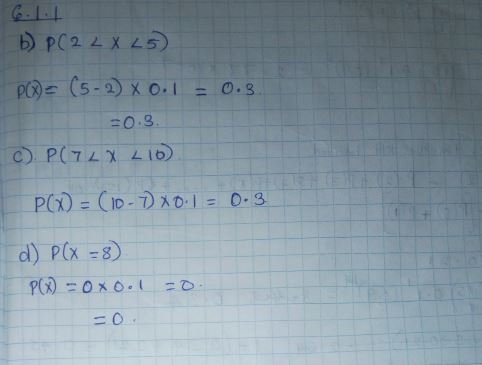 6.1.1
b) P(2 < x < 5)
P(x) = (5-2) × 0.1 = 0.3.
= 0.3.
c). P(7 < x < 10)
P(x) = (10-7) × 0.1 = 0.3
d) P(x = 8)
P(x) = 0 × 0.1 = 0.
= 0.